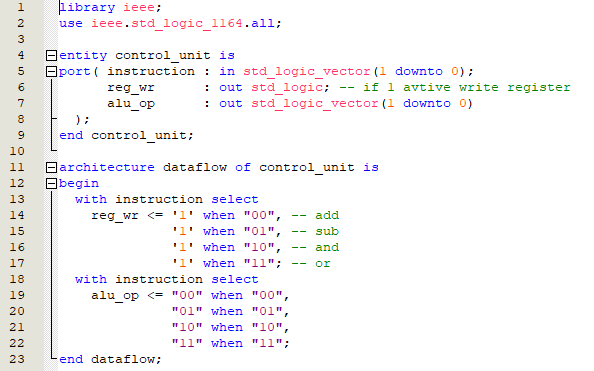 1 library ieee;
2 use ieee.std_logic_1164.all;
3
4 entity control_unit is
5 port( instruction : in std_logic_vector(1 downto 0);
6 reg_wr : out std_logic; -- if 1 avtive write register
7 alu_op : out std_logic_vector(1 downto 0)
8 );
9 end control_unit;
10
11 architecture dataflow of control_unit is
12 begin
13 with instruction select
14 reg_wr <= '1' when "00", -- add
15 '1' when "01", -- sub
16 '1' when "10", -- and
17 '1' when "11"; -- or
18 with instruction select
19 alu_op <= "00" when "00",
20 "01" when "01",
21 "10" when "10",
22 "11" when "11";
23 end dataflow;